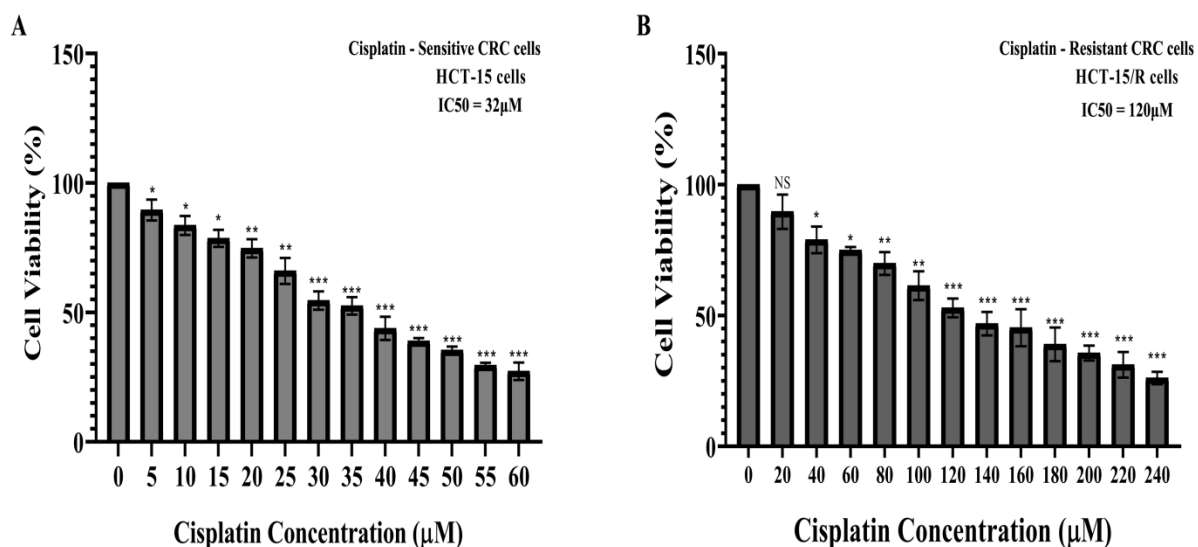 A
Cisplatin - Sensitive CRC cells
HCT-15 cells
IC50 = 32μM
Cell Viability (%)
150
100
50
0
* * * ** ** *** *** *** *** *** *** ***
0 5 10 15 20 25 30 35 40 45 50 55 60
Cisplatin Concentration (μM)
B
Cisplatin - Resistant CRC cells
HCT-15/R cells
IC50 = 120μM
Cell Viability (%)
150
100
50
0
NS * * ** ** *** *** *** *** *** *** ***
0 20 40 60 80 100 120 140 160 180 200 220 240
Cisplatin Concentration (μM)